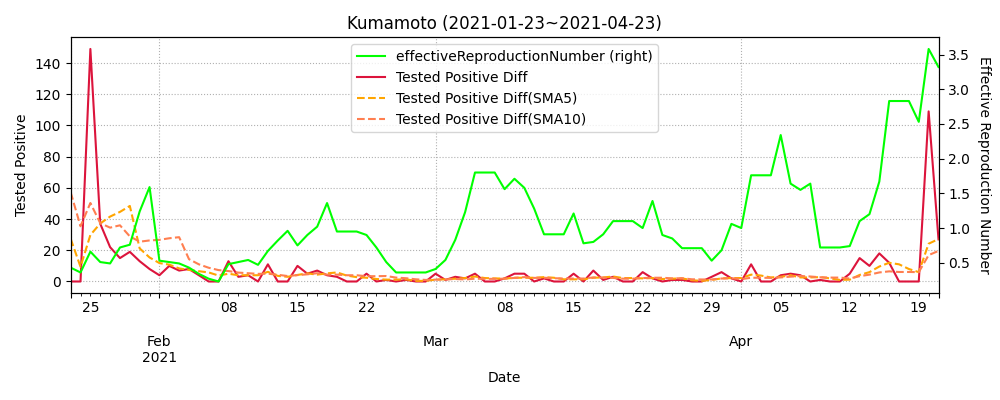 Kumamoto (2021-01-23~2021-04-23)
effectiveReproductionNumber (right)
Tested Positive Diff
Tested Positive Diff(SMA5)
Tested Positive Diff(SMA10)
Tested Positive
140
120
100
80
60
40
20
0
3.5
3.0
2.5
2.0
1.5
1.0
0.5
Effective Reproduction Number
25 08 15 22 08 15 22 29 05 12 19
Feb Mar Apr
2021
Date